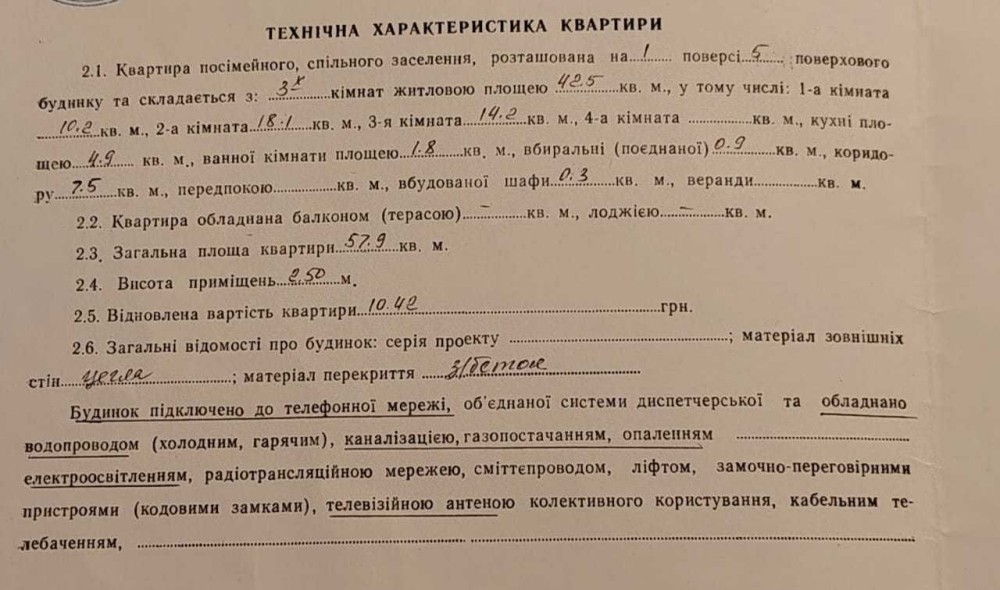 ТЕХНІЧНА ХАРАКТЕРИСТИКА КВАРТИРИ
2.1. Квартира посімейного, спільного заселення, розташована на...1...... поверсі..5......поверхового
будинку та складається з: 3х..........кімнат житловою площею 42.5....кв. м., у тому числі: 1-а кімната
10.2..кв. м., 2-а кімната 18.1....кв. м., 3-я кімната...14.2...кв. м., 4-а кімната ................кв. м., кухні пло-
щею...4.9...... кв. м., ванної кімнати площею..1.8......кв. м., вбиральні (поєднаної) 0.9.......кв. м., коридо-
ру..7.5.....кв. м., передпокою...............кв. м., вбудованої шафи..0.3......кв. м., веранди...............кв. м.
2.2. Квартира обладнана балконом (терасою)...–.......кв. м., лоджією...–.......кв. м.
2.3. Загальна площа квартири..57.9....кв. м.
2.4. Висота приміщень..2.50....м.
2.5. Відновлена вартість квартири...10.42..........................................................грн.
2.6. Загальні відомості про будинок: серія проекту ....................................................; матеріал зовнішніх
стін....цегла.....................; матеріал перекриття ......з/бетон........................
Будинок підключено до телефонної мережі, об'єднаної системи диспетчерської та обладнано
водопроводом (холодним, гарячим), каналізацією, газопостачанням, опаленням .........................................
електроосвітленням, радіотрансляційною мережею, сміттєпроводом, ліфтом, замочно-переговірними
пристроями (кодовими замками), телевізійною антеною колективного користування, кабельним те-
лебаченням, ..............................................................................................................................